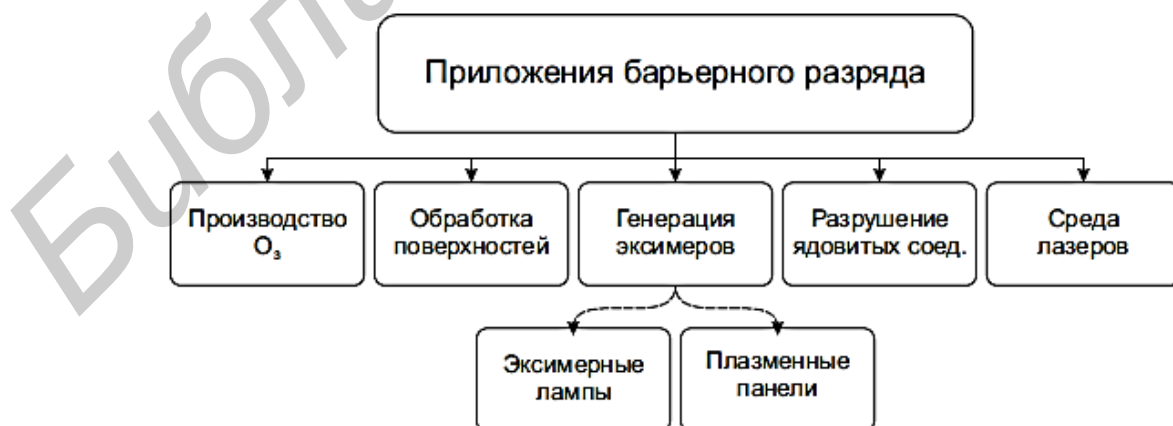 Приложения барьерного разряда
Производство
O₃
Обработка
поверхностей
Генерация
эксимеров
Разрушение
ядовитых соед.
Среда
лазеров
Эксимерные
лампы
Плазменные
панели